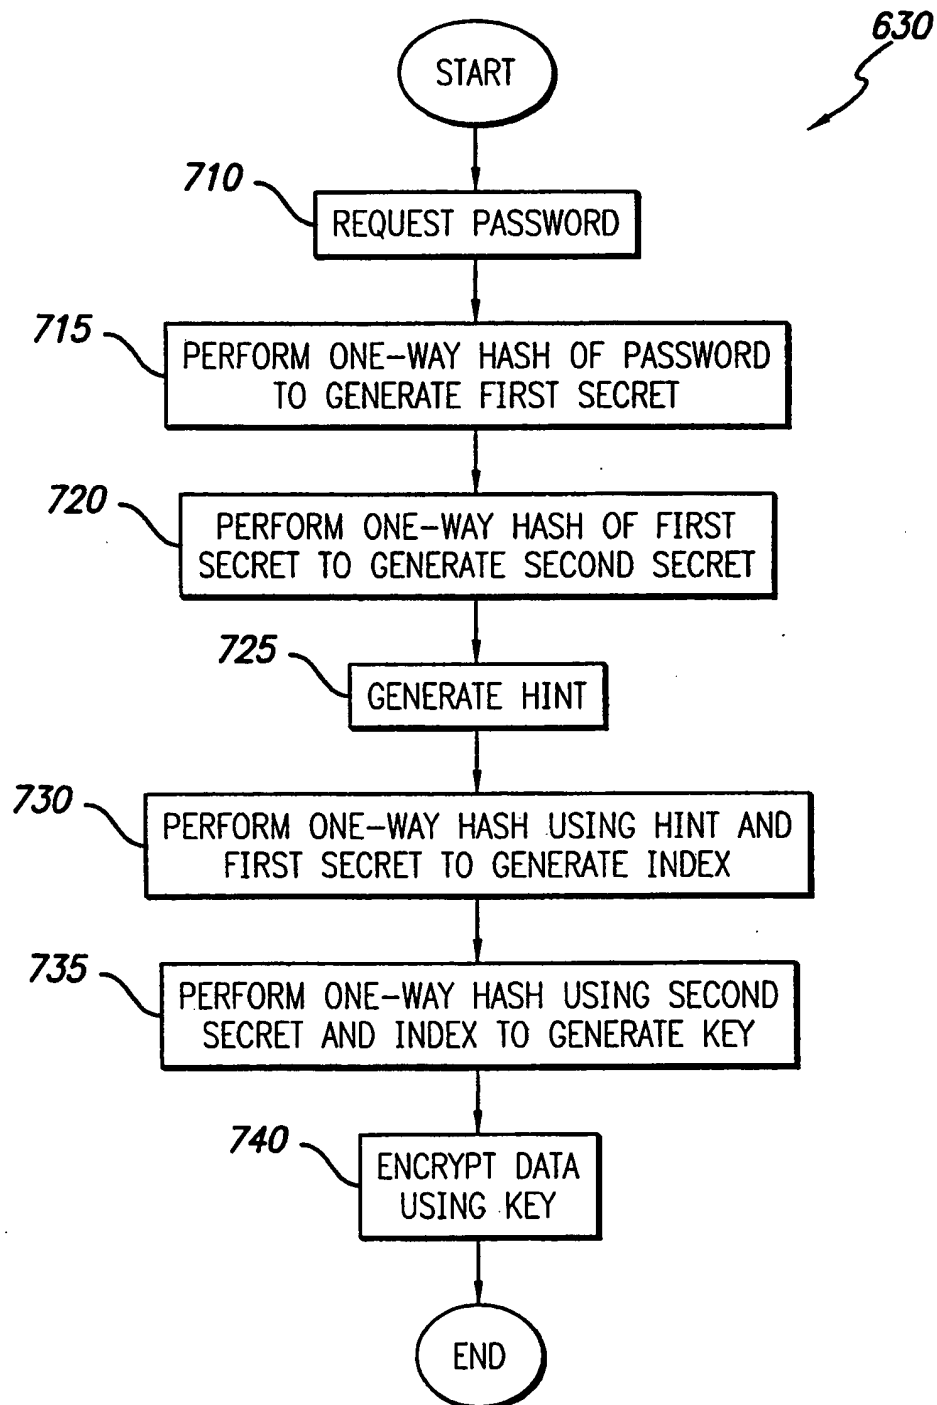 630
START
710
REQUEST PASSWORD
715
PERFORM ONE-WAY HASH OF PASSWORD
TO GENERATE FIRST SECRET
720
PERFORM ONE-WAY HASH OF FIRST
SECRET TO GENERATE SECOND SECRET
725
GENERATE HINT
730
PERFORM ONE-WAY HASH USING HINT AND
FIRST SECRET TO GENERATE INDEX
735
PERFORM ONE-WAY HASH USING SECOND
SECRET AND INDEX TO GENERATE KEY
740
ENCRYPT DATA
USING KEY
END